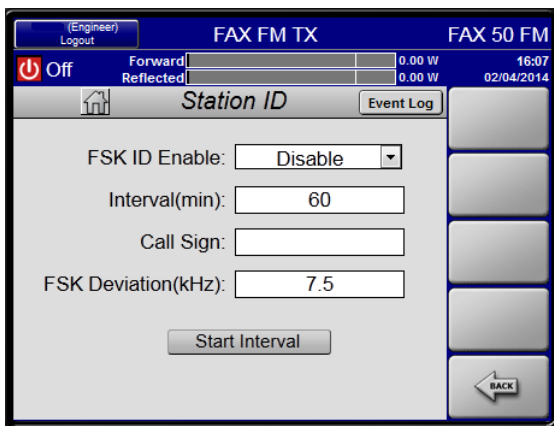 (Engineer)
Logout
FAX FM TX
FAX 50 FM
Off
Forward
0.00 W
Reflected
0.00 W
16:07
02/04/2014
Station ID
Event Log
FSK ID Enable: Disable
Interval(min): 60
Call Sign:
FSK Deviation(kHz): 7.5
Start Interval
BACK